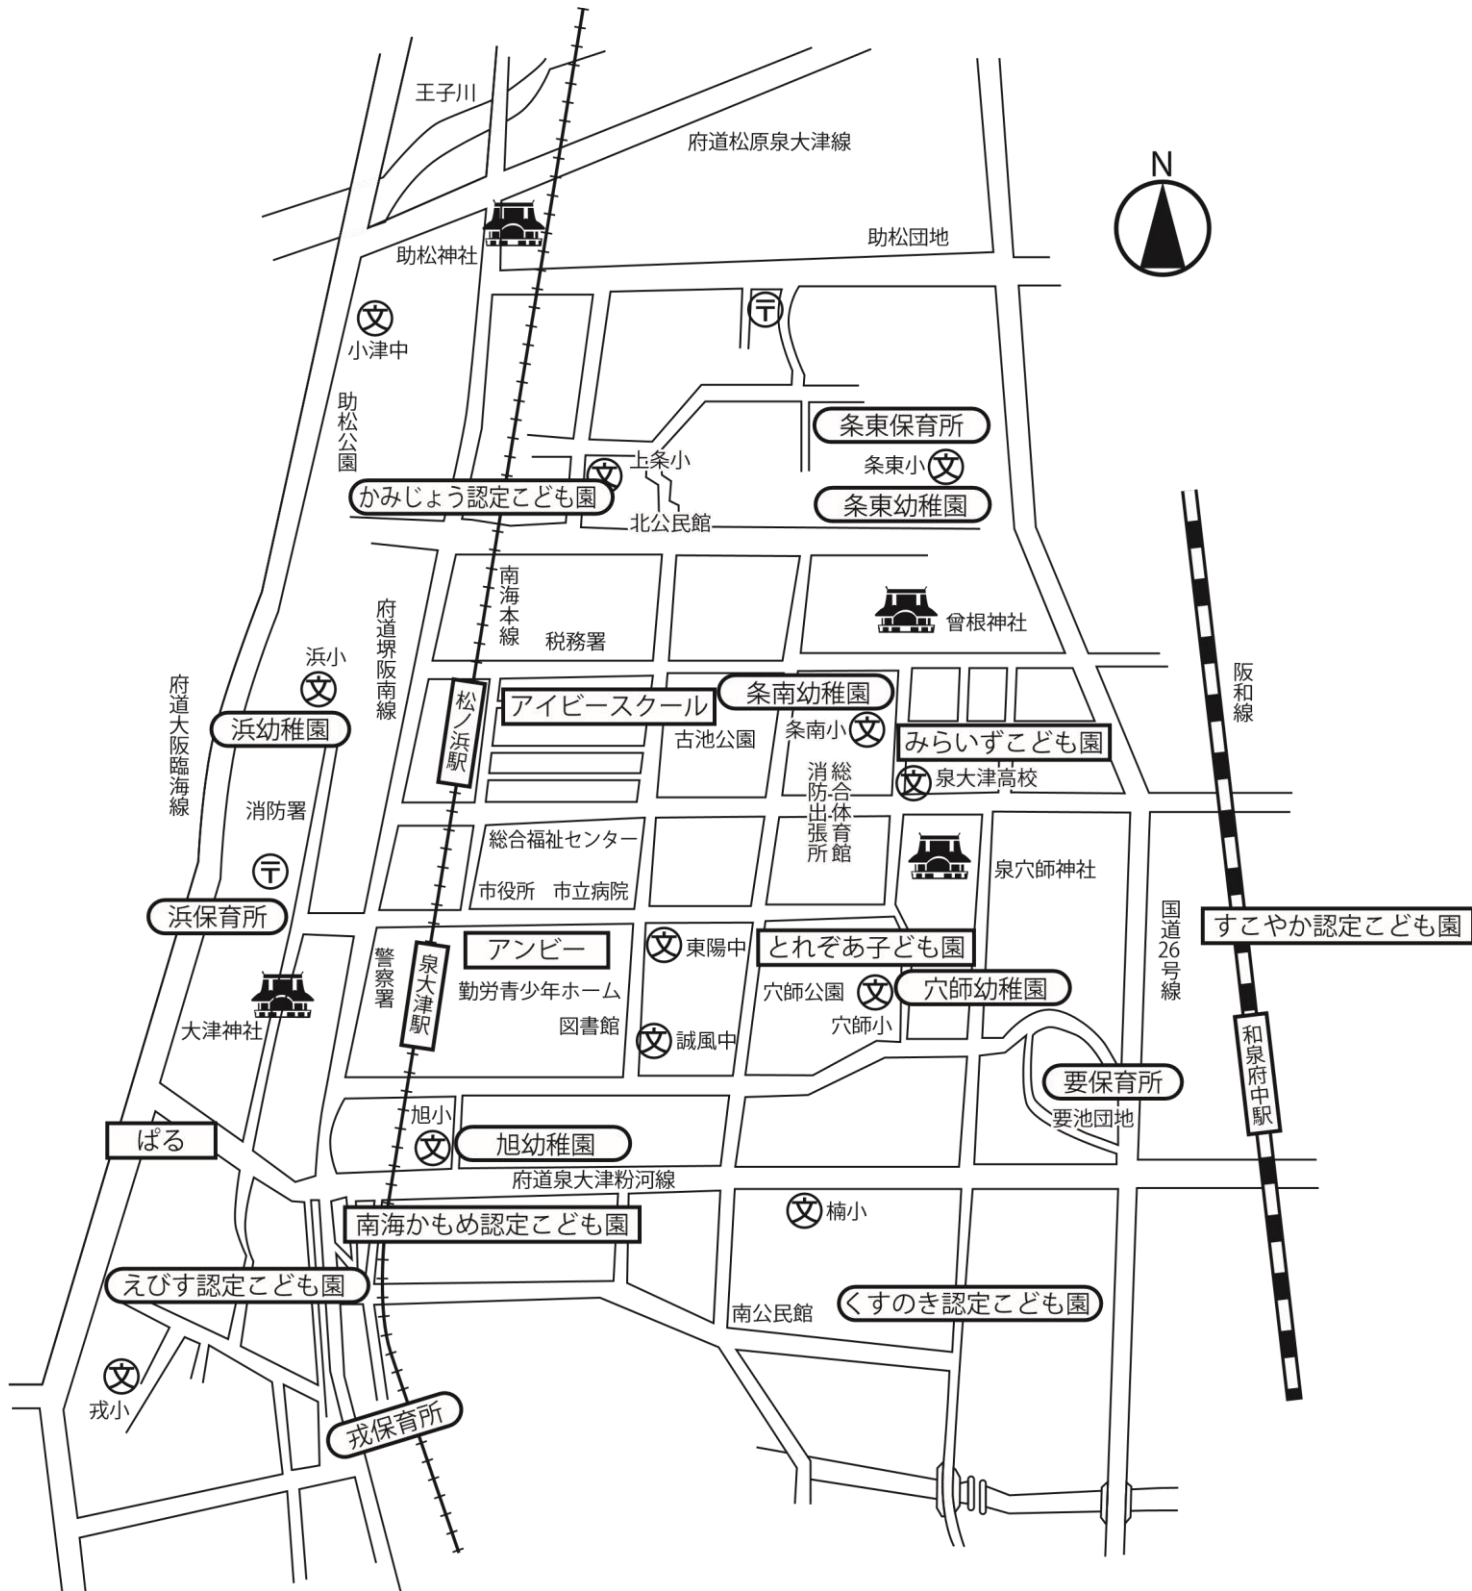 N
王子川
府道松原泉大津線
助松神社
助松団地
〒
文
小津中
助松公園
条東保育所
文
上条小
条東小
文
かみじょう認定こども園
条東幼稚園
北公民館
南海本線
府道堺阪南線
税務署
曾根神社
浜小
文
府道大阪臨海線
浜幼稚園
松ノ浜駅
アイビースクール
条南幼稚園
古池公園
条南小
文
みらいずこども園
阪和線
総合体育館
消防出張所
文
泉大津高校
消防署
総合福祉センター
〒
市役所
市立病院
泉穴師神社
浜保育所
国道26号線
すこやか認定こども園
警察署
泉大津駅
アンビー
文
東陽中
とれぞあ子ども園
勤労青少年ホーム
穴師公園
文
穴師幼稚園
大津神社
図書館
文
誠風中
穴師小
和泉府中駅
要保育所
要池団地
ぱる
旭小
文
旭幼稚園
府道泉大津粉河線
南海かもめ認定こども園
文
楠小
えびす認定こども園
南公民館
くすのき認定こども園
文
戎小
戎保育所